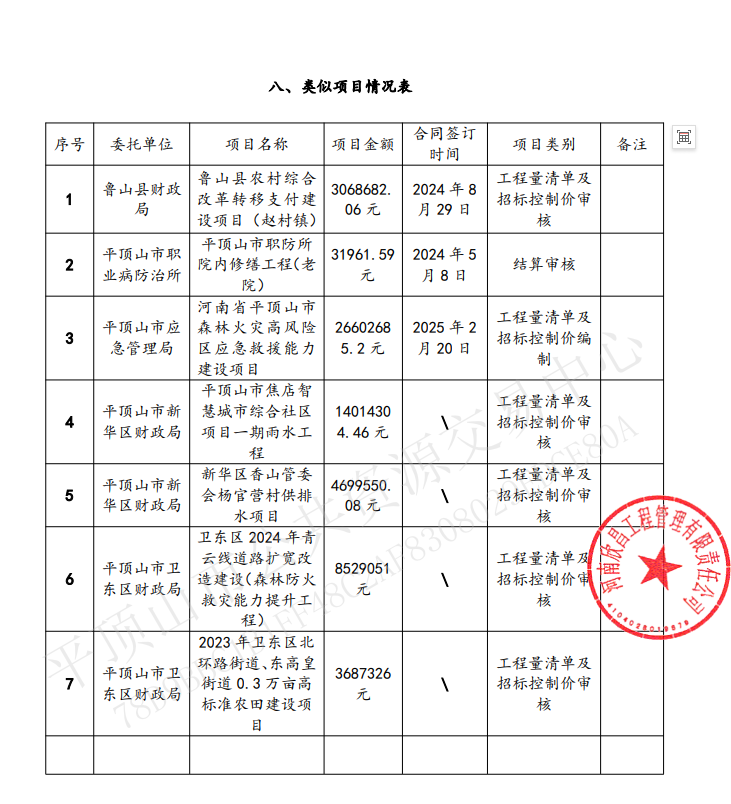 八、类似项目情况表
序号 委托单位 项目名称 项目金额 合同签订 项目类别 备注
时间
1 鲁山县财政 鲁山县农村综合 3068682. 2024年8 工程量清单及
局 改革转移支付建 06元 月29日 招标控制价审
设项目（赵村镇） 核
2 平顶山市职 平顶山市职防所 31961.59 2024年5 结算审核
业病防治所 院内修缮工程(老 元 月8日
院）
3 平顶山市应 河南省平顶山市 2660268 2025年2 工程量清单及
急管理局 森林火灾高风险 5.2元 月20日 招标控制价编
区应急救援能力 制
建设项目
4 平顶山市新 平顶山市焦店智 1401430 \ 工程量清单及
华区财政局 慧城市综合社区 4.46元 招标控制价审
项目一期雨水工 核
程
5 平顶山市新 新华区香山管委 4699550. \ 工程量清单及
华区财政局 会杨官营村供排 08元 招标控制价审
水项目 核
6 平顶山市卫 卫东区2024年青 8529051 \ 工程量清单及
东区财政局 云线道路扩宽改 元 招标控制价审
造建设(森林防火 核
救灾能力提升工
程）
7 平顶山市卫 2023年卫东区北 3687326 \ 工程量清单及
东区财政局 环路街道、东高皇 元 招标控制价审
街道0.3万亩高 核
标准农田建设项
目
河南欣昌工程管理有限责任公司
4104028019878